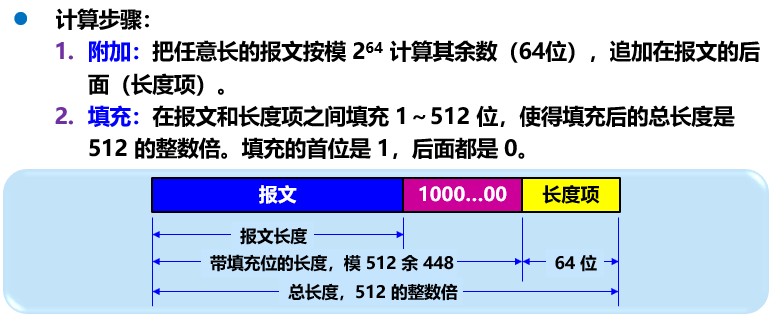 ● 计算步骤：
1. 附加：把任意长的报文按模 2⁶⁴ 计算其余数（64位），追加在报文的后
面（长度项）。
2. 填充：在报文和长度项之间填充 1～512 位，使得填充后的总长度是
512 的整数倍。填充的首位是 1，后面都是 0。
报文 1000...00 长度项
报文长度
带填充位的长度，模 512 余 448 64 位
总长度，512 的整数倍